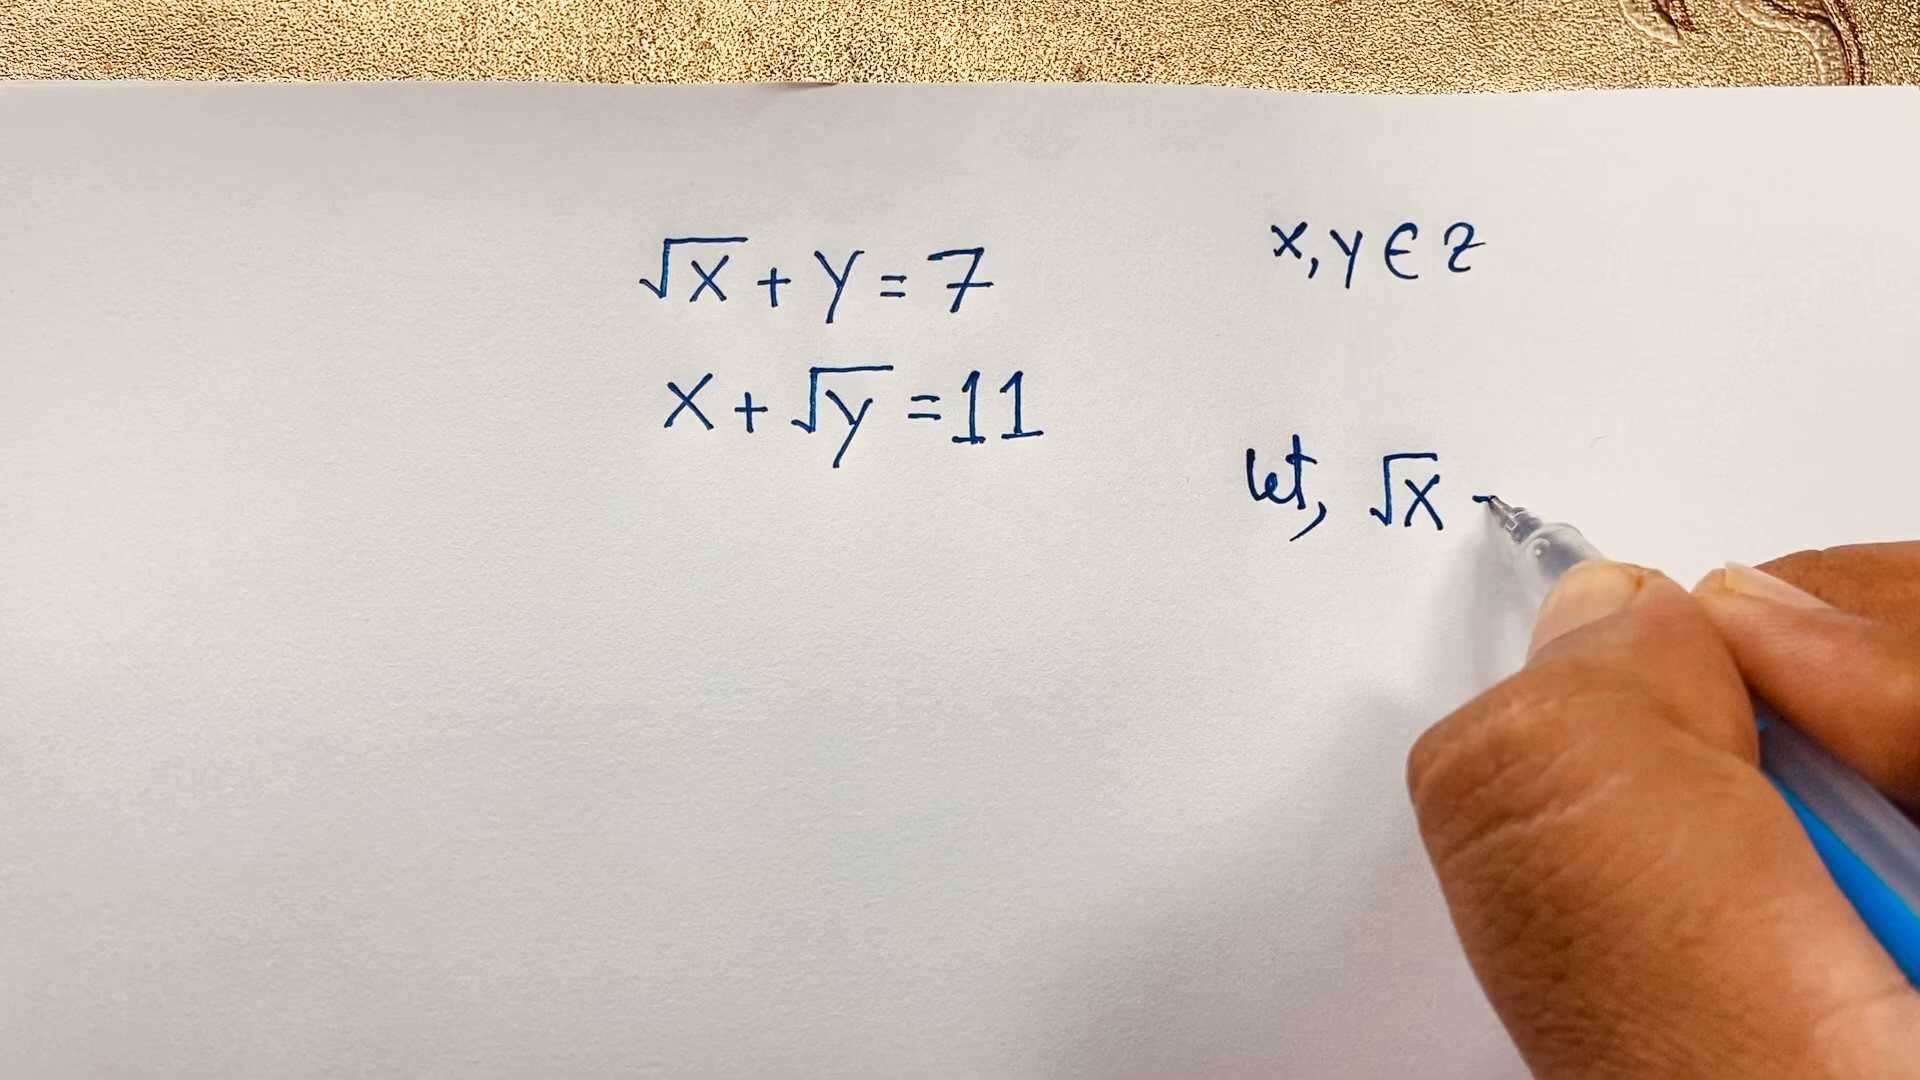 √x + y = 7
x, y ∈ z
x + √y = 11
let, √x -